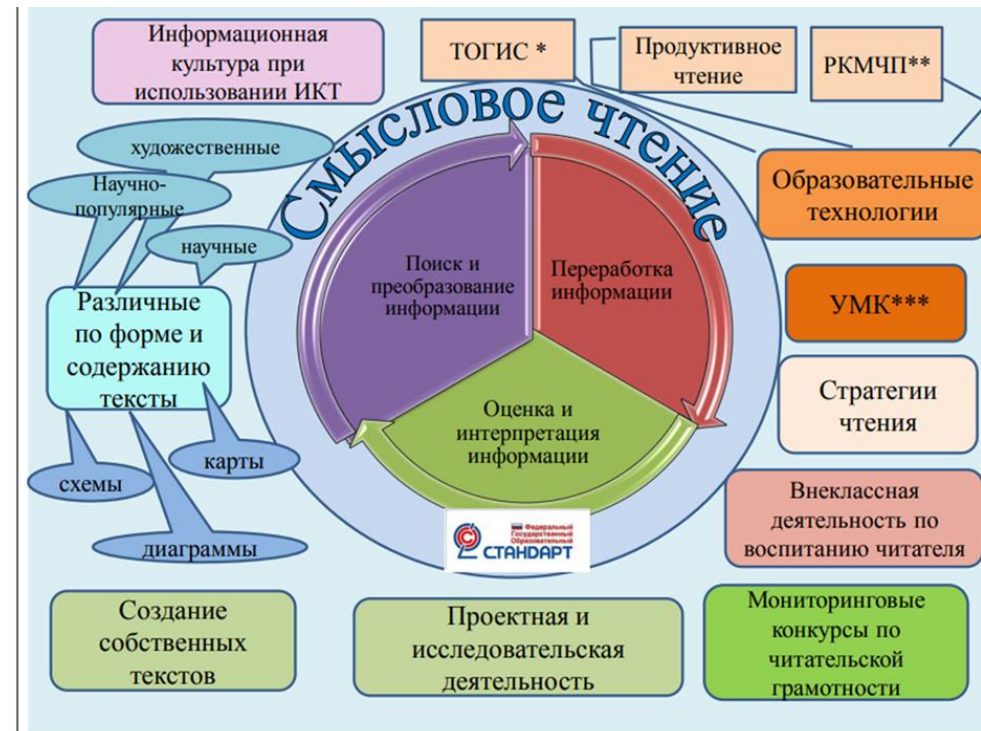 Информационная
культура при
использовании ИКТ
ТОГИС *
Продуктивное
чтение
РКМЧП**
Смысловое чтение
художественные
Научно-
популярные
научные
Различные
по форме и
содержанию
тексты
схемы
карты
диаграммы
Поиск и
преобразование
информации
Переработка
информации
Оценка и
интерпретация
информации
Федеральный
Государственный
Образовательный
СТАНДАРТ
Образовательные
технологии
УМК***
Стратегии
чтения
Внеклассная
деятельность по
воспитанию читателя
Создание
собственных
текстов
Проектная и
исследовательская
деятельность
Мониторинговые
конкурсы по
читательской
грамотности